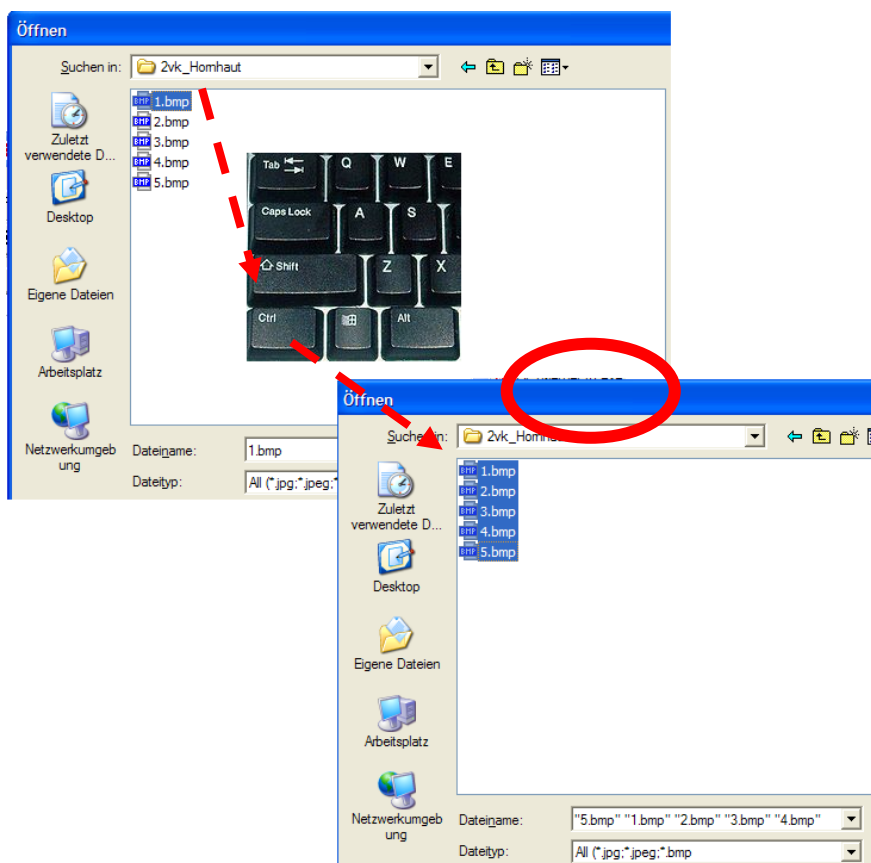 Öffnen
Suchen in:
2vk_Hornhaut
1.bmp
2.bmp
3.bmp
4.bmp
5.bmp
Zuletzt
verwendete D...
Desktop
Eigene Dateien
Arbeitsplatz
Netzwerkumgeb
ung
Dateiname:
1.bmp
Dateityp:
All (*.jpg;*.jpeg;*
Tab
Q
W
E
Caps Lock
A
S
Shift
Z
X
Ctrl
Alt
Öffnen
Suchen in:
1.bmp
2.bmp
3.bmp
4.bmp
5.bmp
Zuletzt
verwendete D...
Desktop
Eigene Dateien
Arbeitsplatz
Netzwerkumgeb
ung
Dateiname:
"5.bmp" "1.bmp" "2.bmp" "3.bmp" "4.bmp"
Dateityp:
All (*.jpg;*.jpeg;*.bmp